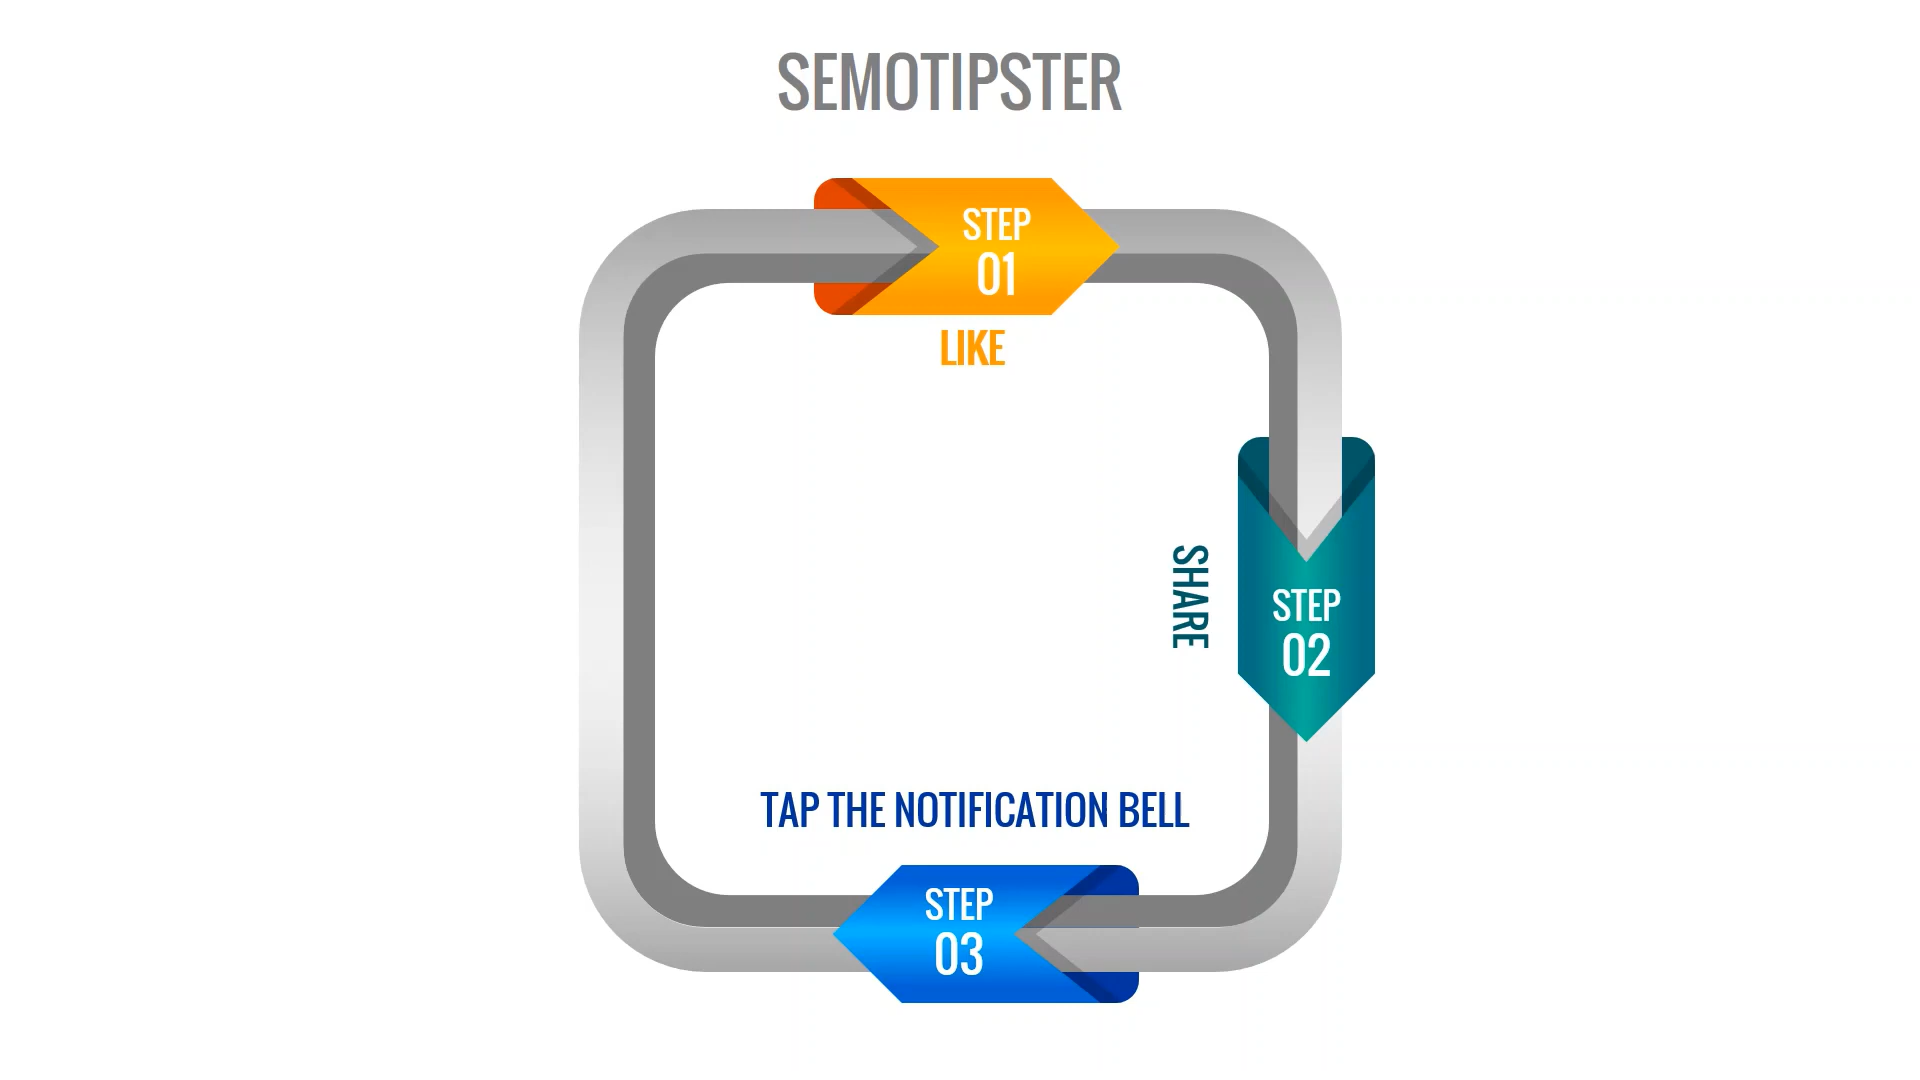 SEMOTIPSTER
STEP
01
LIKE
SHARE
STEP
02
TAP THE NOTIFICATION BELL
STEP
03